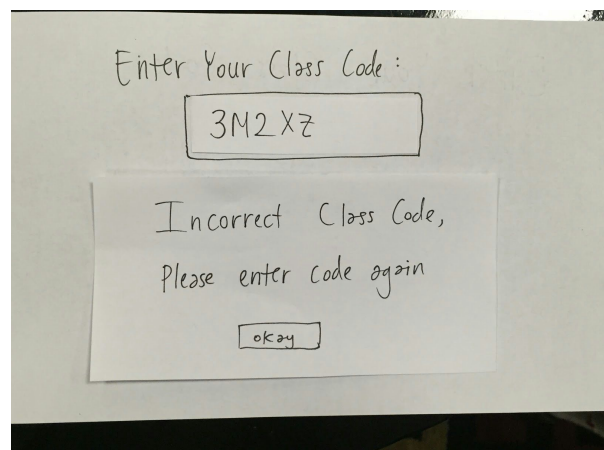 Enter Your Class Code:
3M2XZ
Incorrect Class Code,
Please enter code again
okay